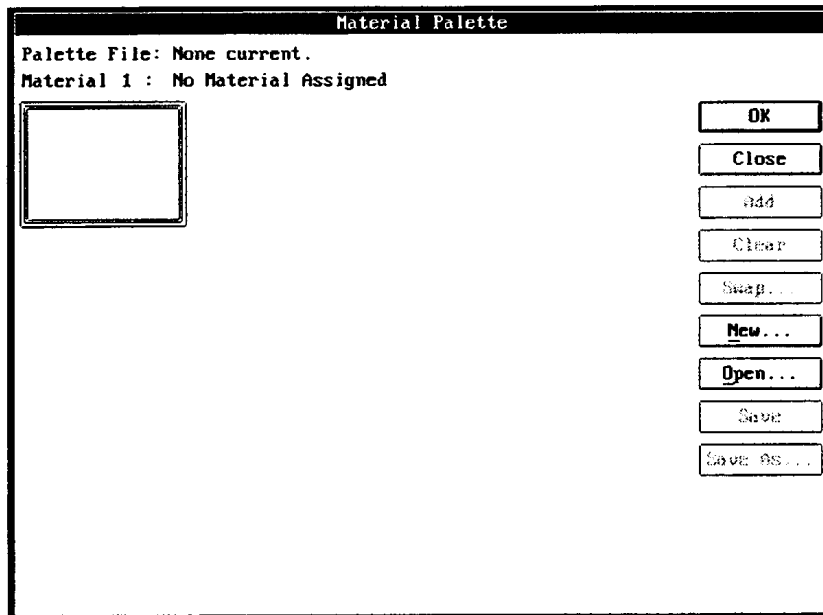 Material Palette
Palette File: None current.
Material 1 : No Material Assigned
OK
Close
Add
Clear
Swap...
New...
Open...
Save
Save As...